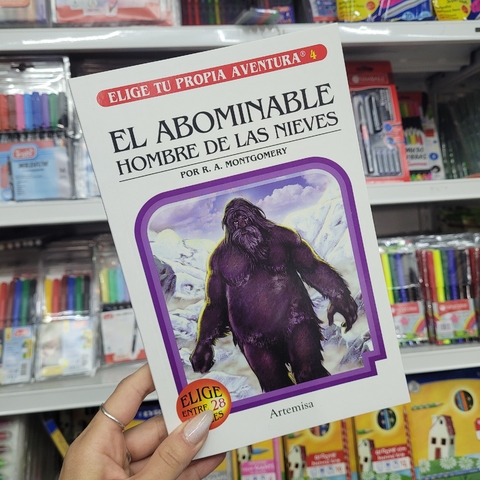 ELIGE TU PROPIA AVENTURA® 4
EL ABOMINABLE
HOMBRE DE LAS NIEVES
POR R. A. MONTGOMERY
ELIGE
ENTRE 28
Artemisa